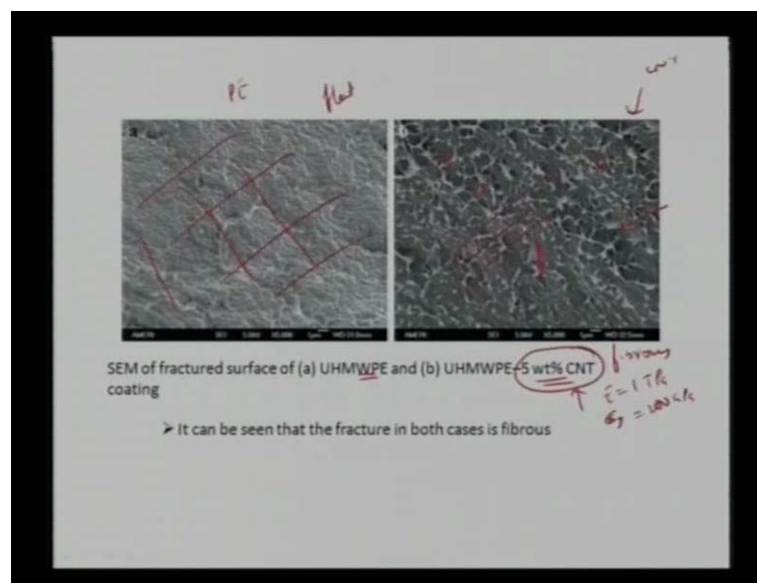 PE flat CNT
a b
SEM of fractured surface of (a) UHMWPE and (b) UHMWPE-5 wt% CNT
coating
fibrous
E = 1 TPa
➢ It can be seen that the fracture in both cases is fibrous